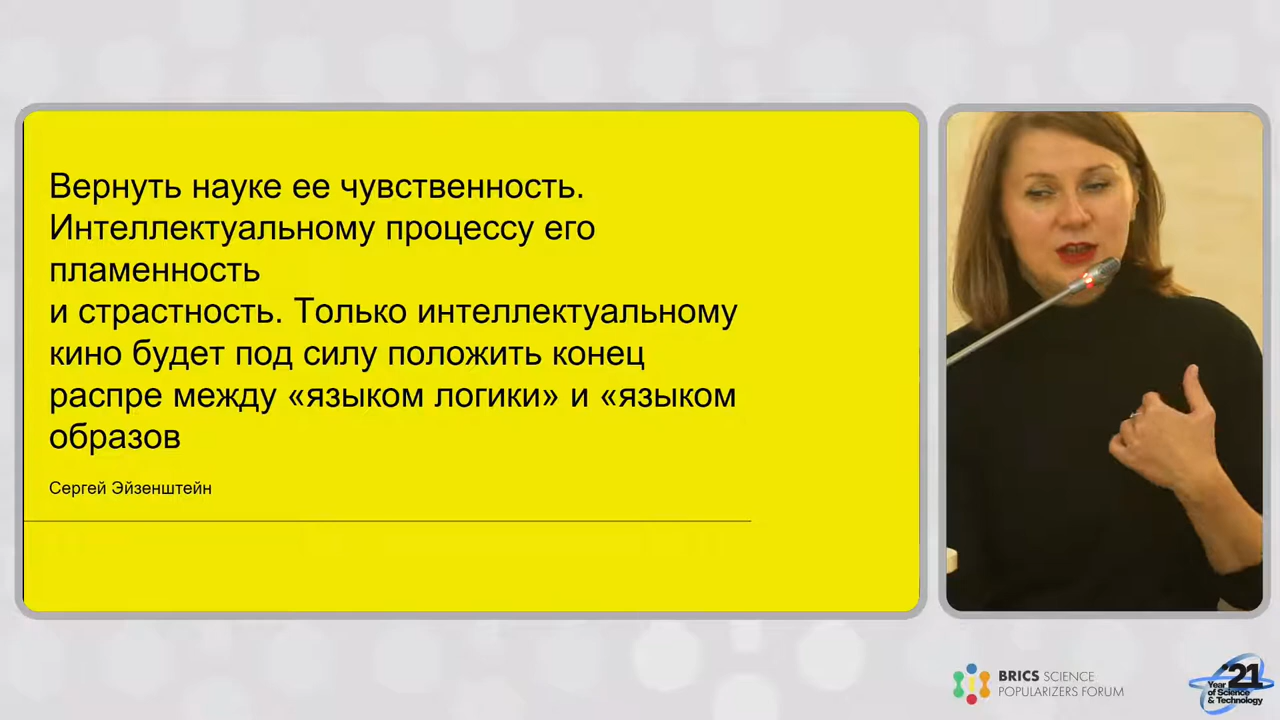 Вернуть науке ее чувственность.
Интеллектуальному процессу его
пламенность
и страстность. Только интеллектуальному
кино будет под силу положить конец
распре между «языком логики» и «языком
образов
Сергей Эйзенштейн
BRICS SCIENCE
POPULARIZERS FORUM
'21
Year
of Science
& Technology